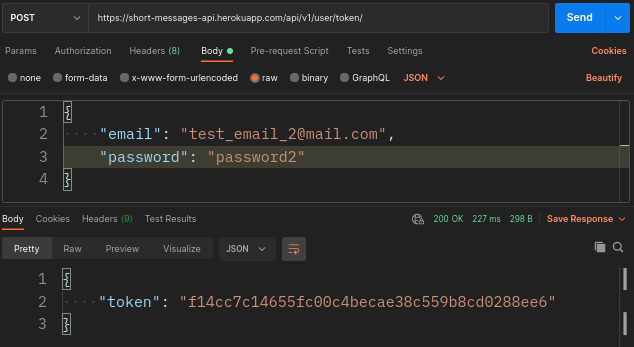 POST https://short-messages-api.herokuapp.com/api/v1/user/token/ Send
Params Authorization Headers (8) Body Pre-request Script Tests Settings Cookies
none form-data x-www-form-urlencoded raw binary GraphQL JSON Beautify
1 {
2 ····"email": "test_email_2@mail.com",
3 ····"password": "password2"
4 }
Body Cookies Headers (9) Test Results 200 OK 227 ms 298 B Save Response
Pretty Raw Preview Visualize JSON
1 {
2 ····"token": "f14cc7c14655fc00c4becae38c559b8cd0288ee6"
3 }